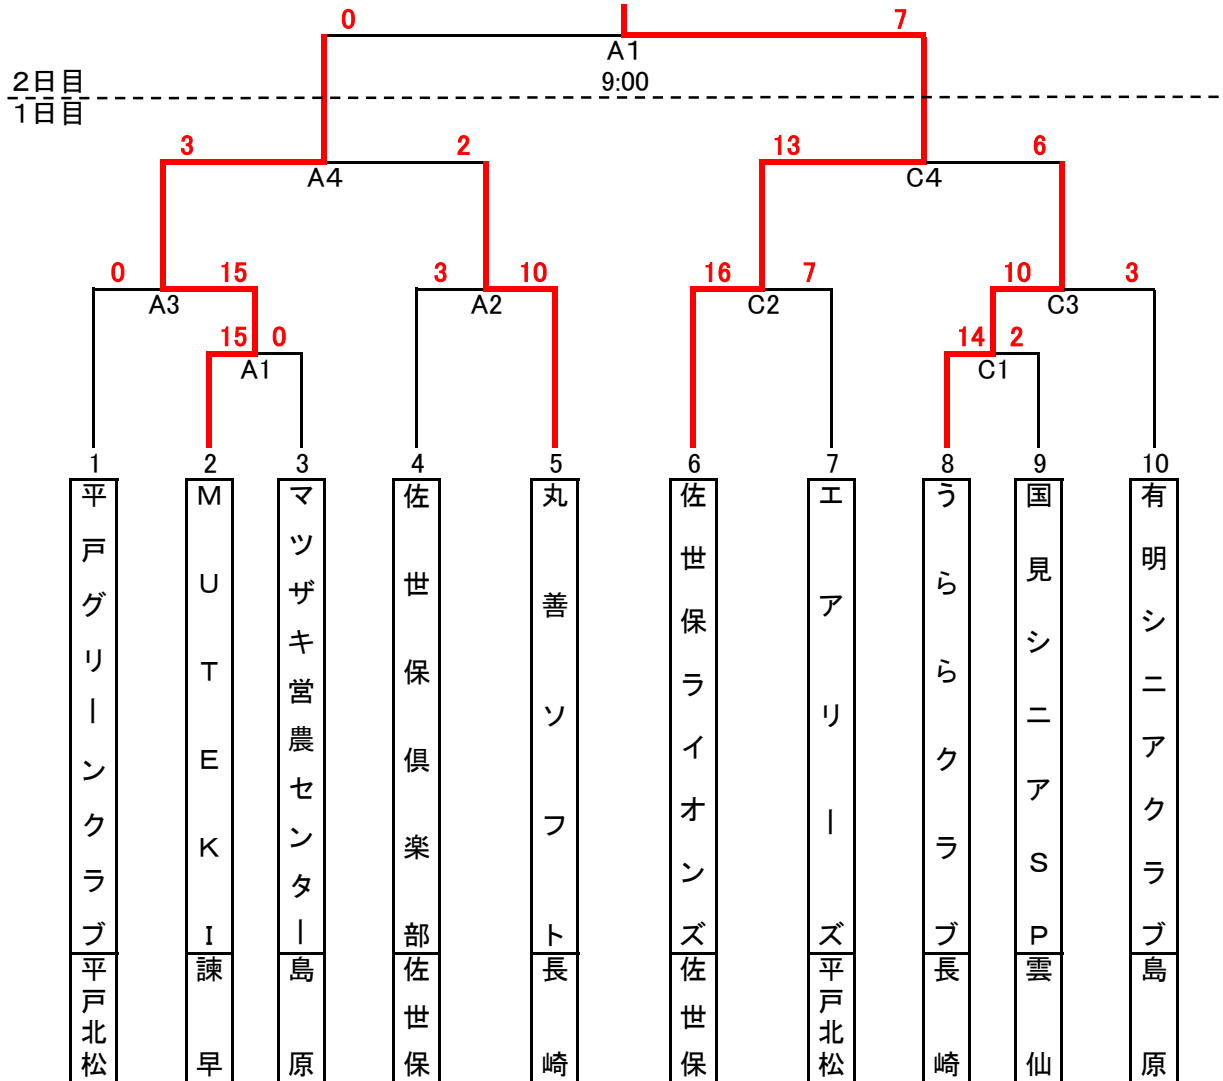 0 7
A1
2日目 9:00
1日目
3 2 13 6
A4 C4
0 15 3 10 16 7 10 3
A3 A2 C2 C3
15 0 14 2
A1 C1
1 2 3 4 5 6 7 8 9 10
平戸グリーンクラブ
平戸北松
MUTEKI
諫早
マツザキ営農センター
島原
佐世保倶楽部
佐世保
丸善ソフト
長崎
佐世保ライオンズ
佐世保
エアリーズ
平戸北松
うららクラブ
長崎
国見シニアSP
雲仙
有明シニアクラブ
島原